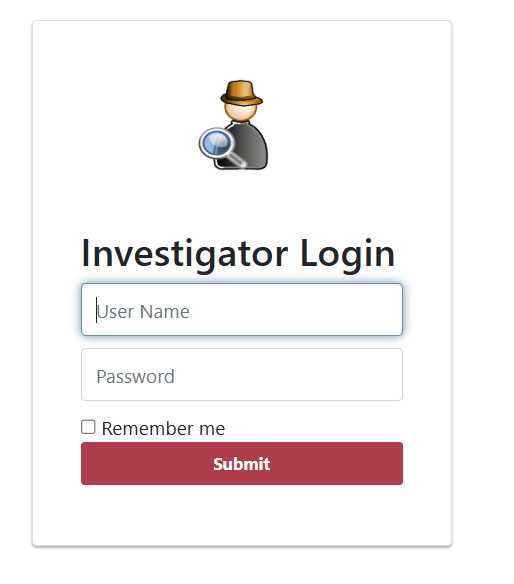 Investigator Login
User Name
Password
Remember me
Submit